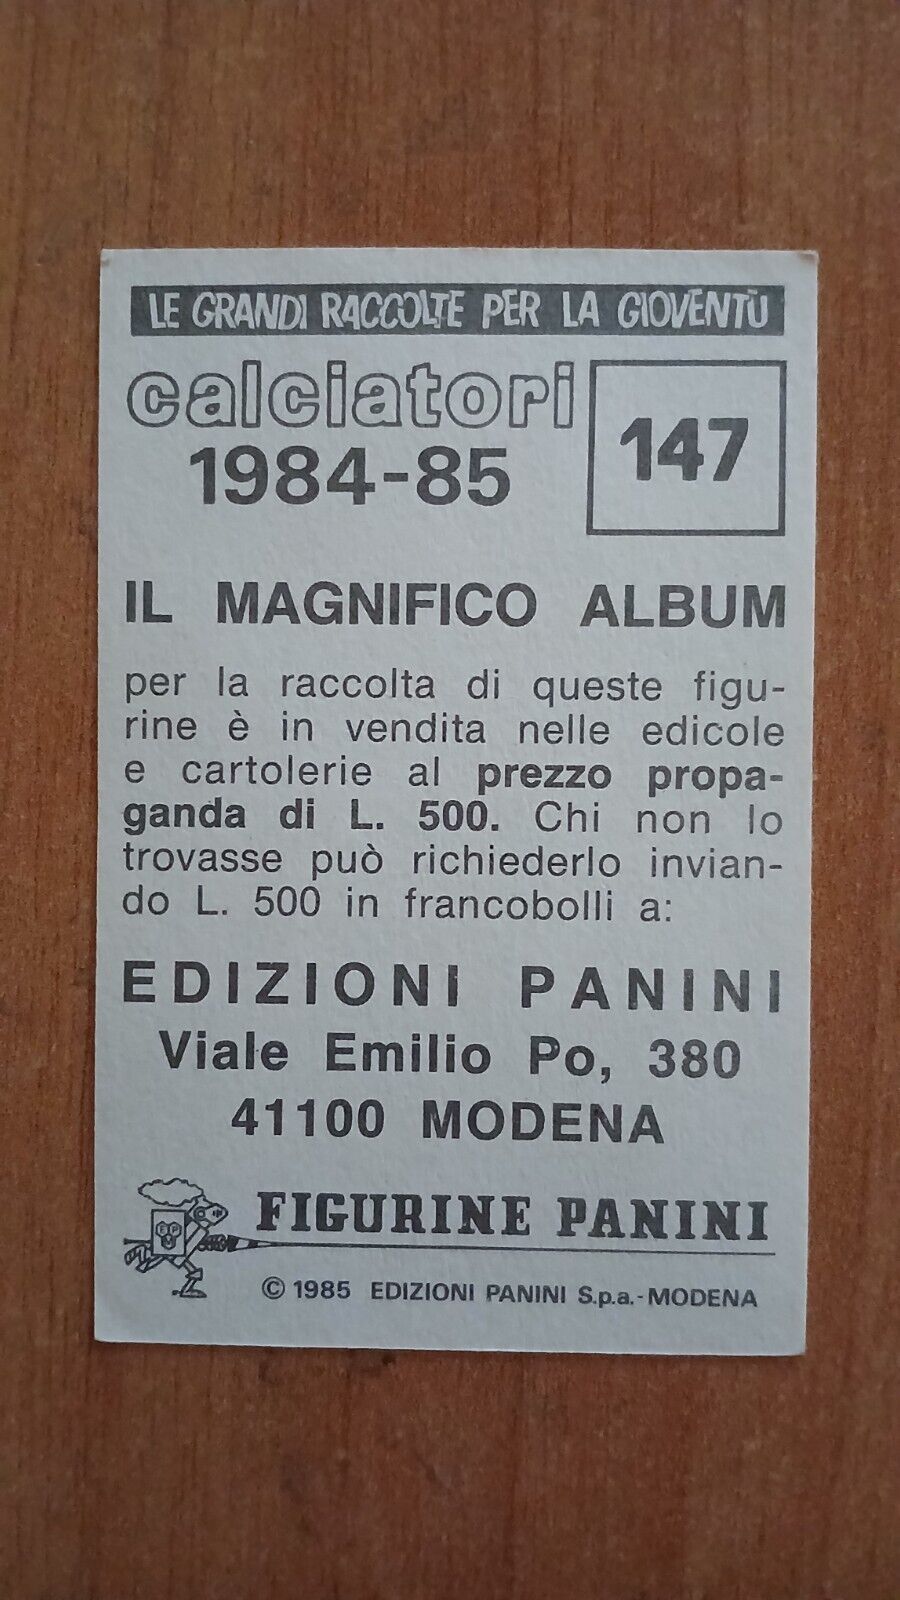 LE GRANDI RACCOLTE PER LA GIOVENTÙ
calciatori
1984-85
147
IL MAGNIFICO ALBUM
per la raccolta di queste figu-
rine è in vendita nelle edicole
e cartolerie al prezzo propa-
ganda di L. 500. Chi non lo
trovasse può richiederlo invian-
do L. 500 in francobolli a:
EDIZIONI PANINI
Viale Emilio Po, 380
41100 MODENA
FIGURINE PANINI
© 1985 EDIZIONI PANINI S.p.a.-MODENA